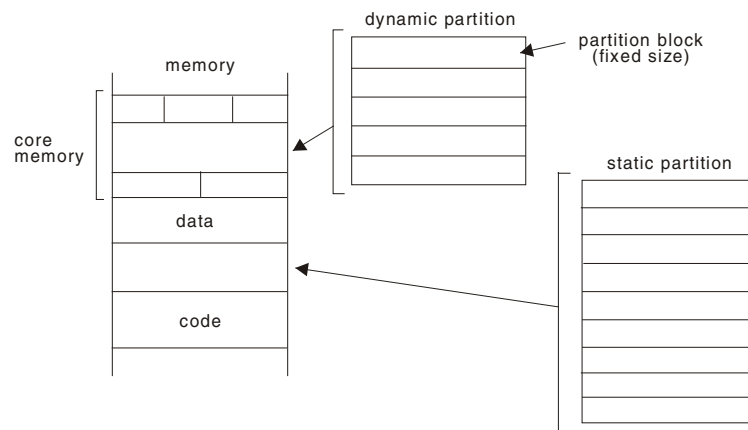 dynamic partition
partition block
(fixed size)
memory
core
memory
static partition
data
code